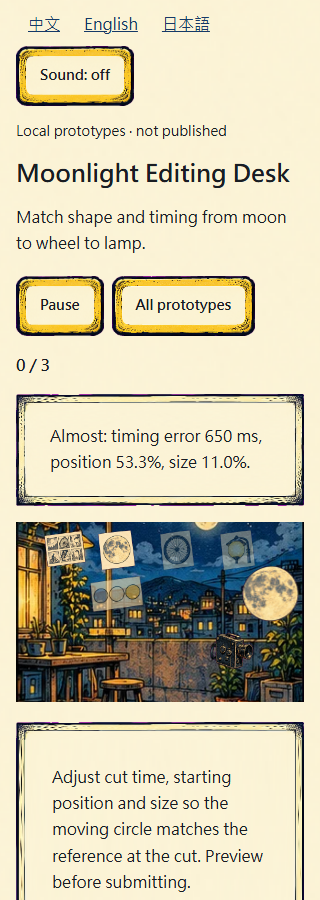 中文 English 日本語
Sound: off
Local prototypes · not published
Moonlight Editing Desk
Match shape and timing from moon
to wheel to lamp.
Pause All prototypes
0 / 3
Almost: timing error 650 ms,
position 53.3%, size 11.0%.
Adjust cut time, starting
position and size so the
moving circle matches the
reference at the cut. Preview
before submitting.